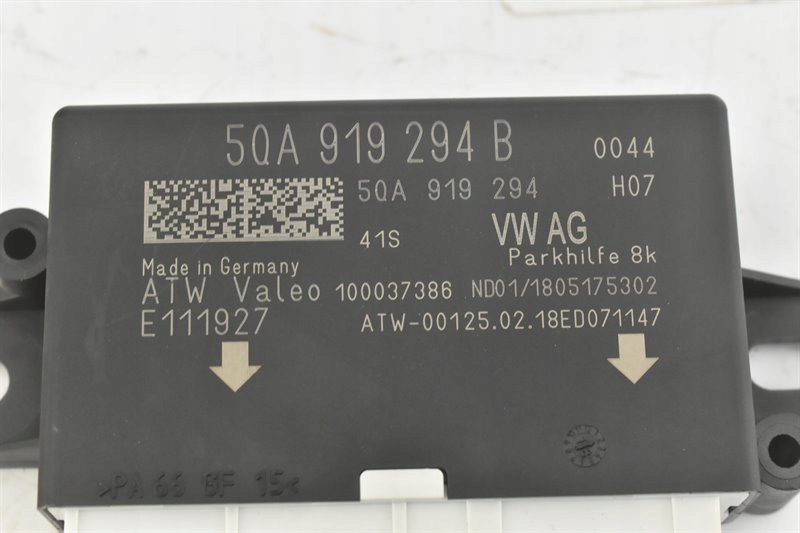 5QA 919 294 B
0044
5QA 919 294
H07
41S
VW AG
Parkhilfe 8k
Made in Germany
ATW Valeo 100037386 ND01/1805175302
E111927
ATW-00125.02.18ED071147
>PA 66 GF 15<